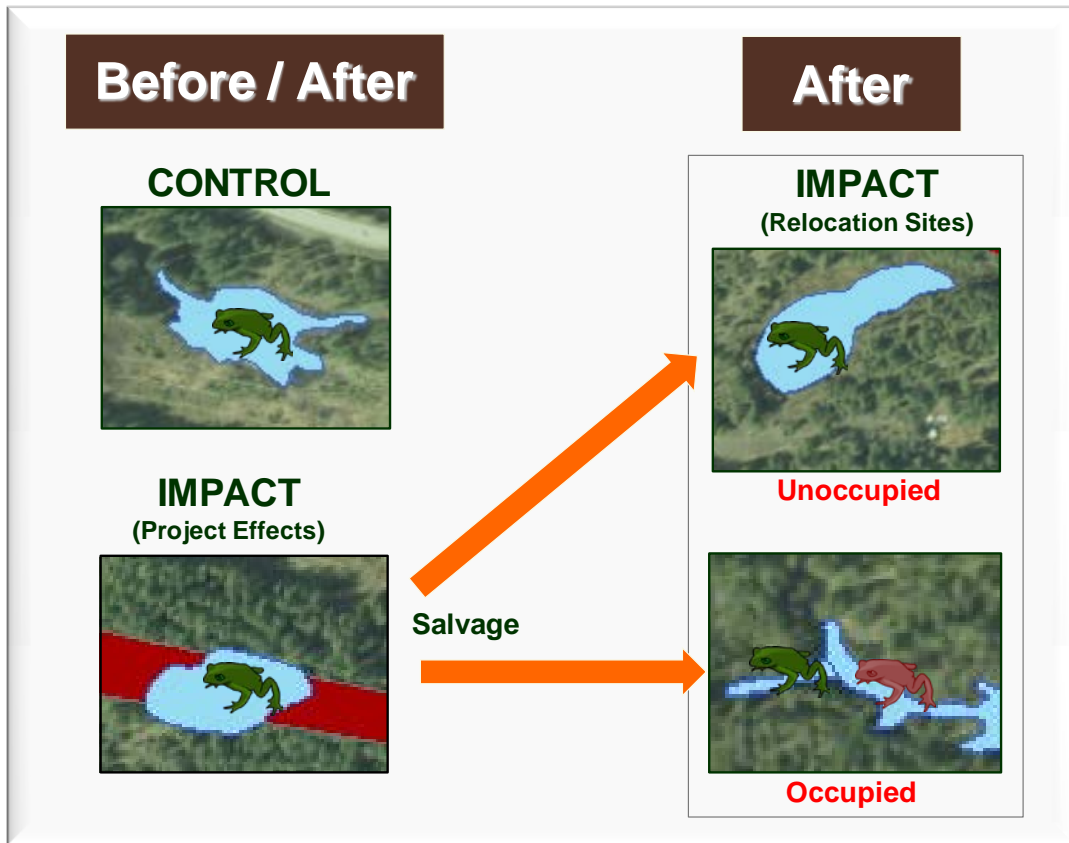 Before / After
After
CONTROL
IMPACT
(Project Effects)
Salvage
IMPACT
(Relocation Sites)
Unoccupied
Occupied